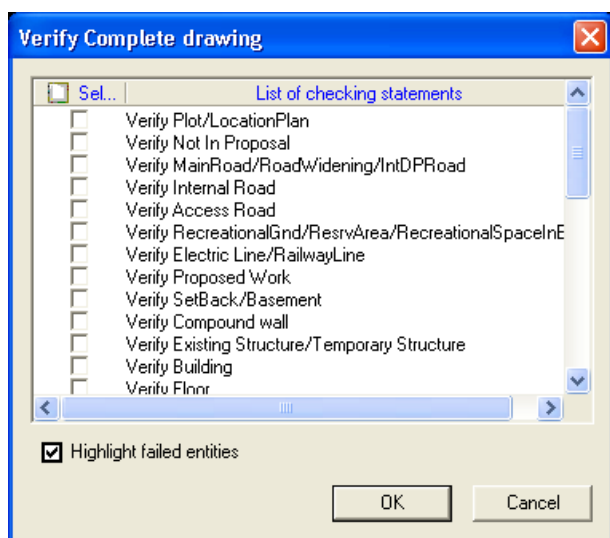 Verify Complete drawing
Sel... List of checking statements
Verify Plot/LocationPlan
Verify Not In Proposal
Verify MainRoad/RoadWidening/IntDPRoad
Verify Internal Road
Verify Access Road
Verify RecreationalGnd/ResrvArea/RecreationalSpaceInE
Verify Electric Line/RailwayLine
Verify Proposed Work
Verify SetBack/Basement
Verify Compound wall
Verify Existing Structure/Temporary Structure
Verify Building
Verify Floor
Highlight failed entities
OK Cancel